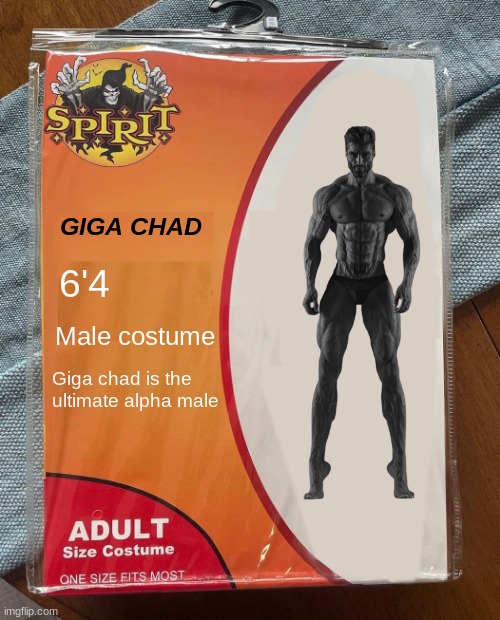 SPIRIT
GIGA CHAD
6'4
Male costume
Giga chad is the
ultimate alpha male
ADULT
Size Costume
ONE SIZE FITS MOST
imgflip.com